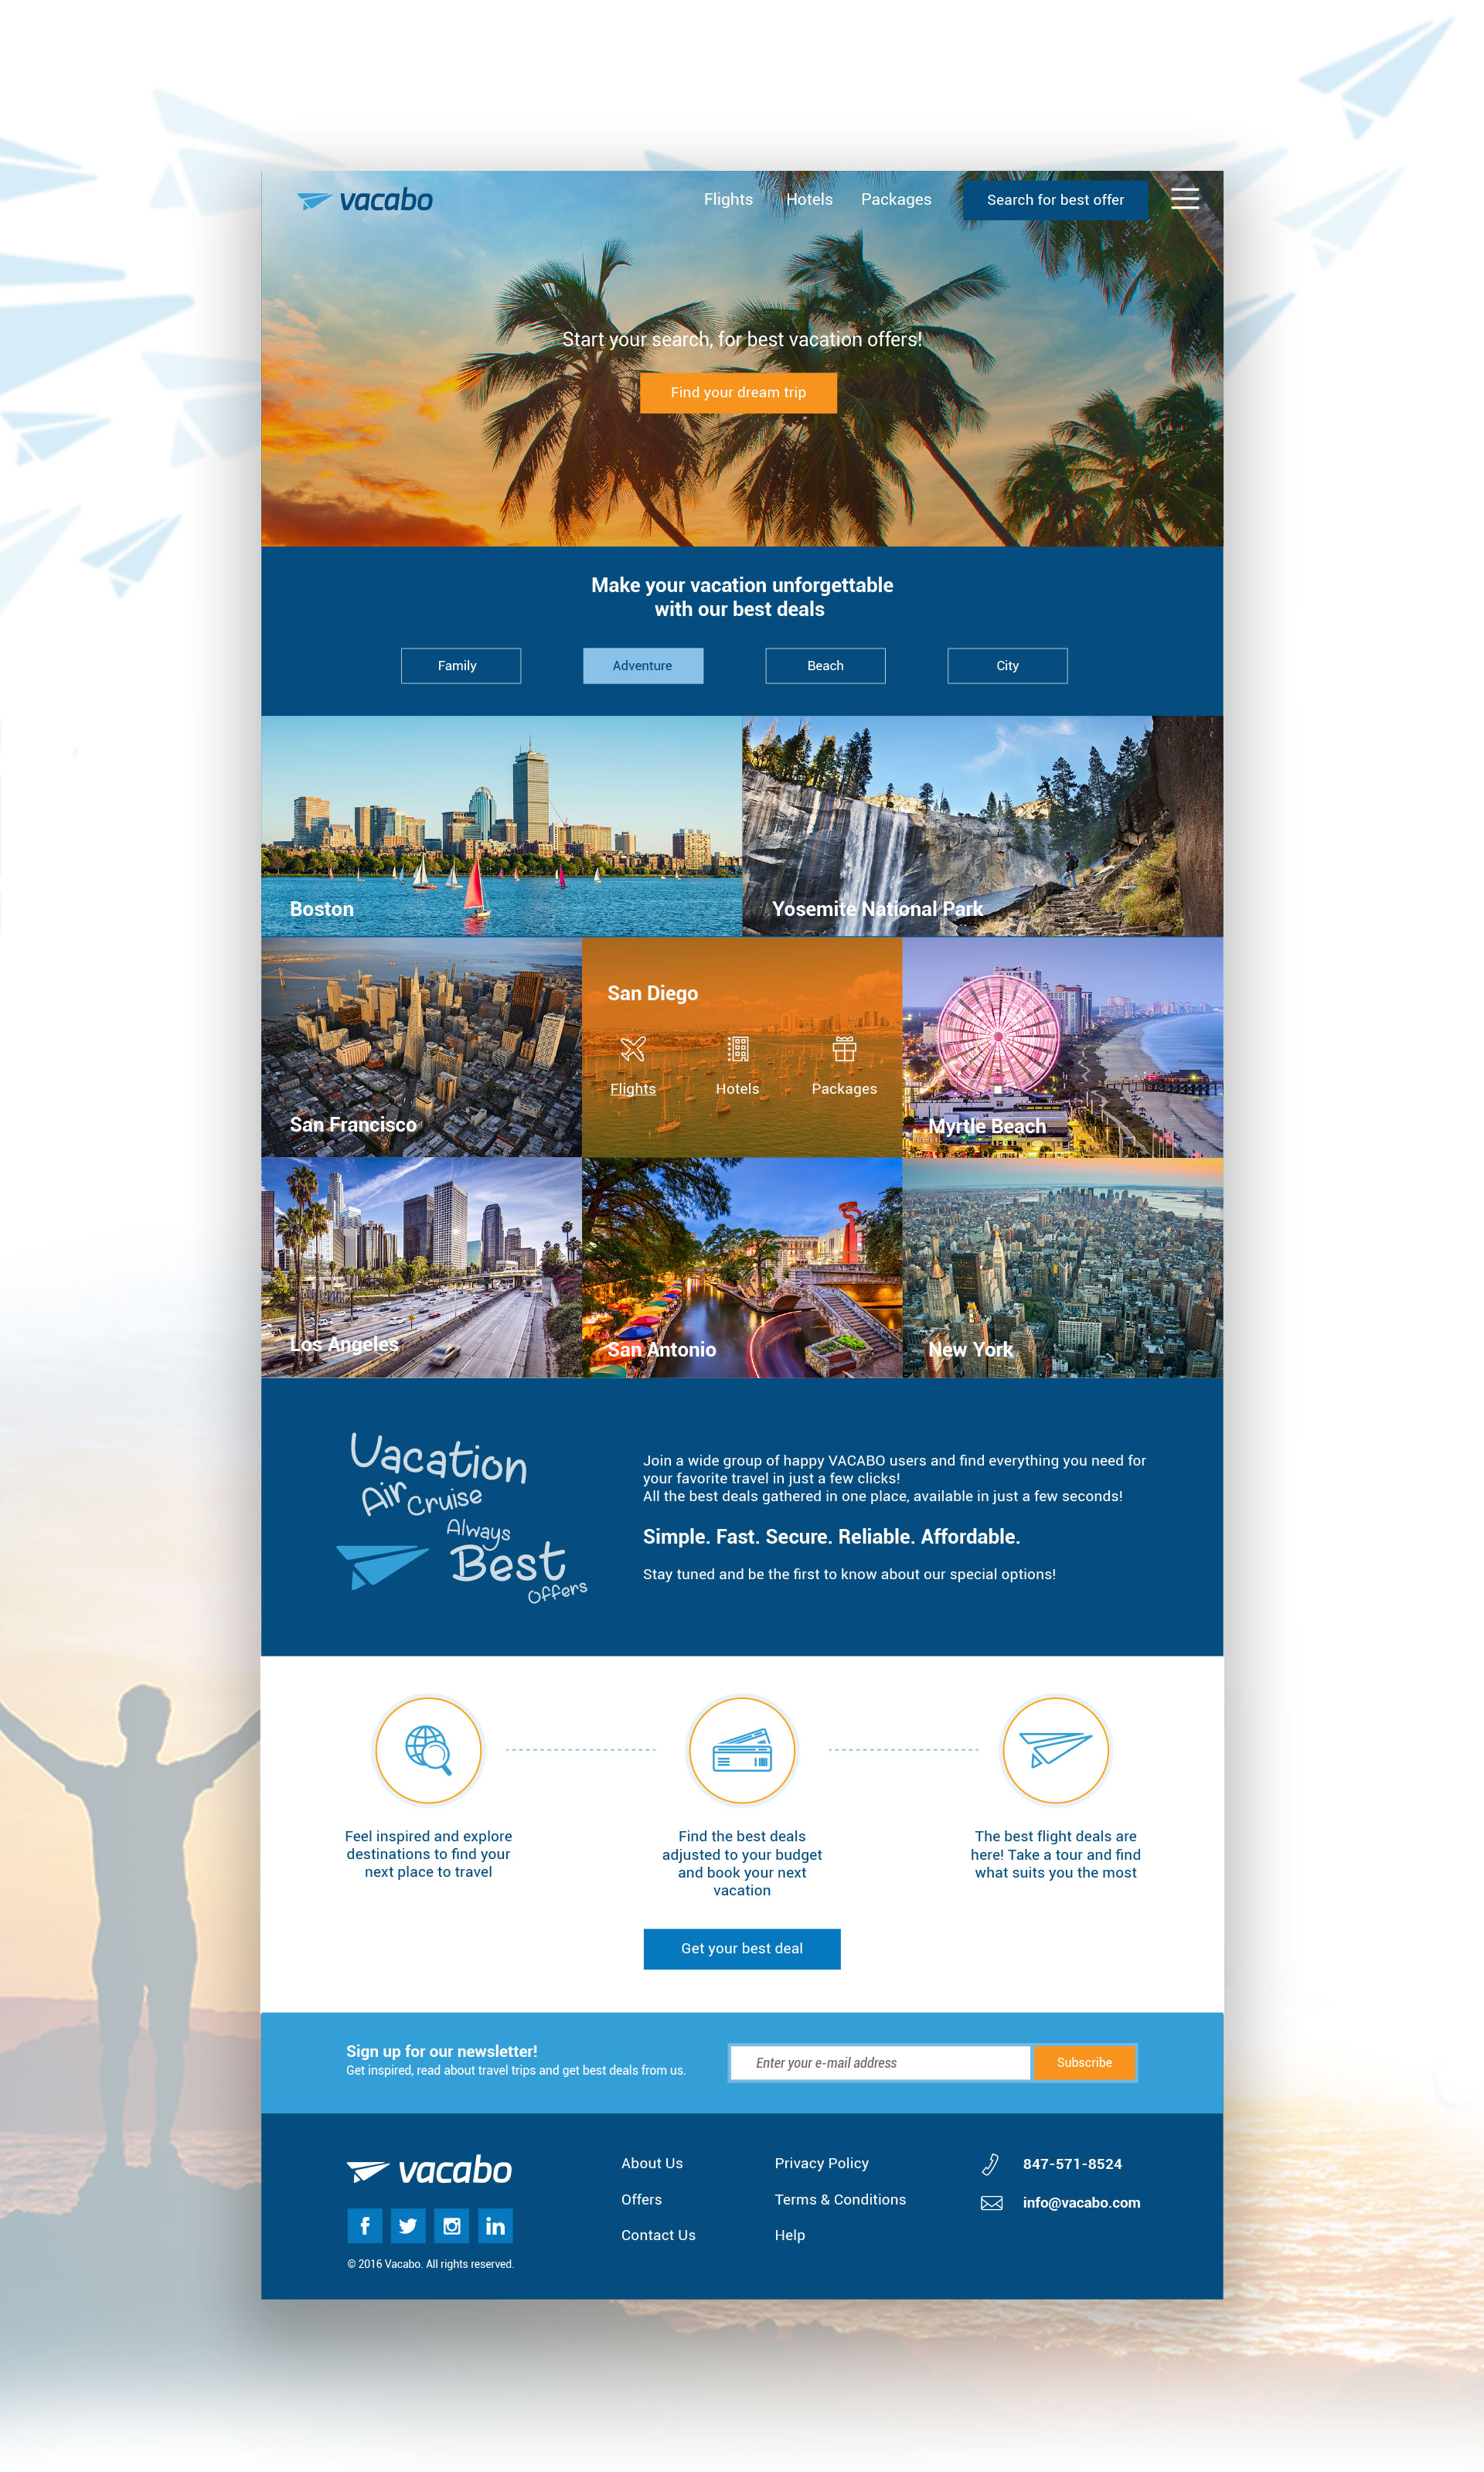 vacabo
Flights
Hotels
Packages
Search for best offer
Start your search, for best vacation offers!
Find your dream trip
Make your vacation unforgettable
with our best deals
Family
Adventure
Beach
City
Boston
Yosemite National Park
San Francisco
San Diego
Flights
Hotels
Packages
Myrtle Beach
Los Angeles
San Antonio
New York
Vacation
Air Cruise
Always
Best
Offers
Join a wide group of happy VACABO users and find everything you need for
your favorite travel in just a few clicks!
All the best deals gathered in one place, available in just a few seconds!
Simple. Fast. Secure. Reliable. Affordable.
Stay tuned and be the first to know about our special options!
Feel inspired and explore
destinations to find your
next place to travel
Find the best deals
adjusted to your budget
and book your next
vacation
The best flight deals are
here! Take a tour and find
what suits you the most
Get your best deal
Sign up for our newsletter!
Get inspired, read about travel trips and get best deals from us.
Enter your e-mail address
Subscribe
vacabo
© 2016 Vacabo. All rights reserved.
About Us
Offers
Contact Us
Privacy Policy
Terms & Conditions
Help
847-571-8524
info@vacabo.com